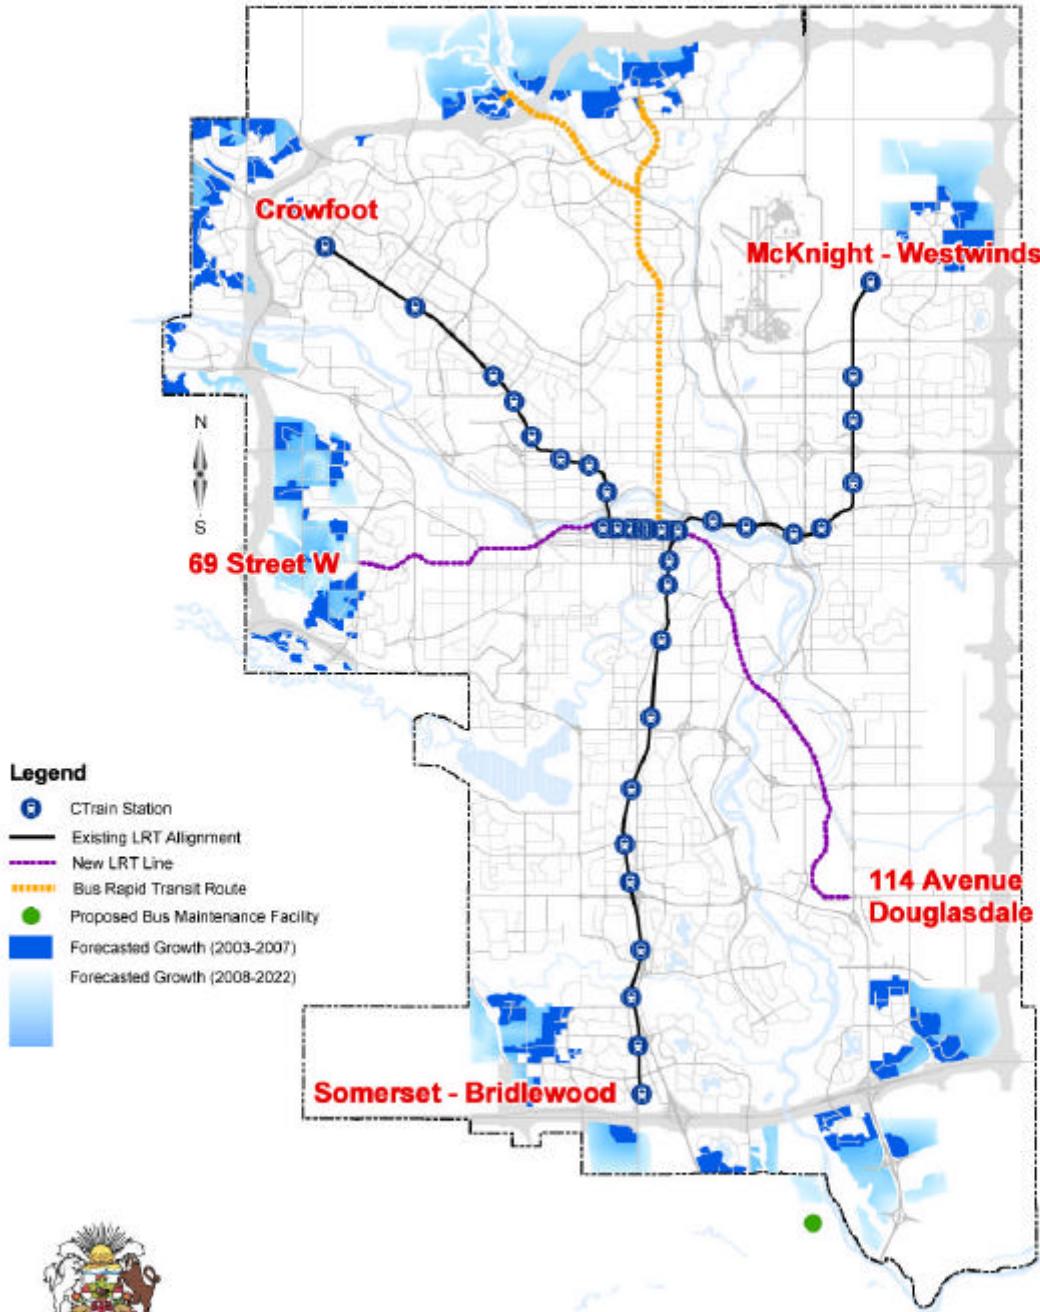 Crowfoot
McKnight - Westwinds
N
S
69 Street W
Legend
CTrain Station
Existing LRT Allignment
New LRT Line
Bus Rapid Transit Route
Proposed Bus Maintenance Facility
Forecasted Growth (2003-2007)
Forecasted Growth (2008-2022)
114 Avenue
Douglasdale
Somerset - Bridlewood